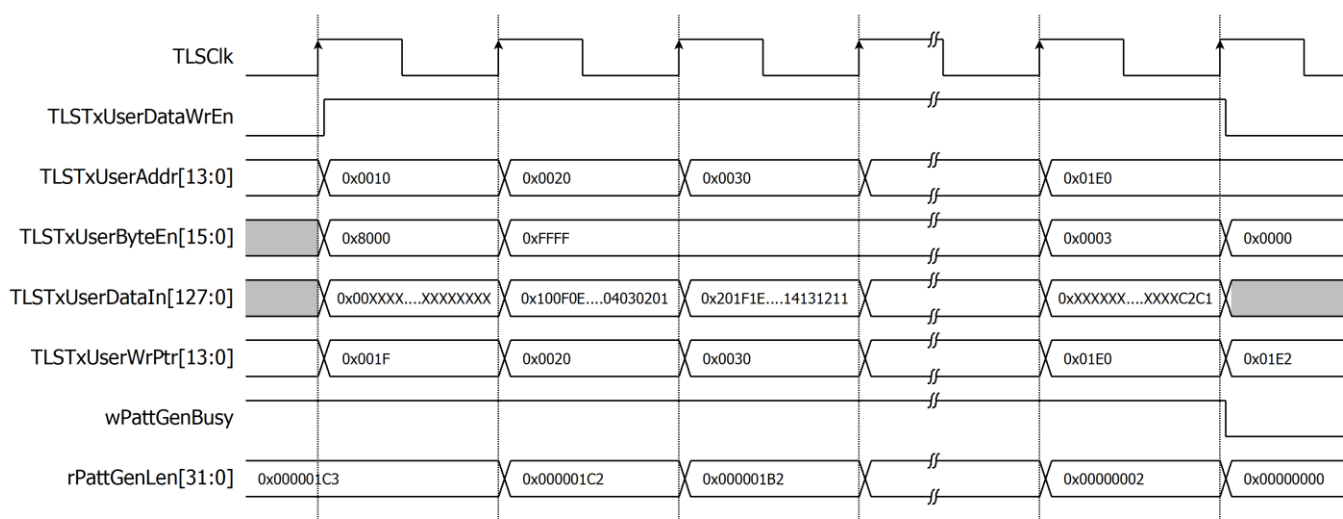 TLSClk
TLSTxUserDataWrEn
TLSTxUserAddr[13:0] 0x0010 0x0020 0x0030 0x01E0
TLSTxUserByteEn[15:0] 0x8000 0xFFFF 0x0003 0x0000
TLSTxUserDataIn[127:0] 0x00XXXX....XXXXXXXX 0x100F0E....04030201 0x201F1E....14131211 0xXXXXXX....XXXXC2C1
TLSTxUserWrPtr[13:0] 0x001F 0x0020 0x0030 0x01E0 0x01E2
wPattGenBusy
rPattGenLen[31:0] 0x000001C3 0x000001C2 0x000001B2 0x00000002 0x00000000